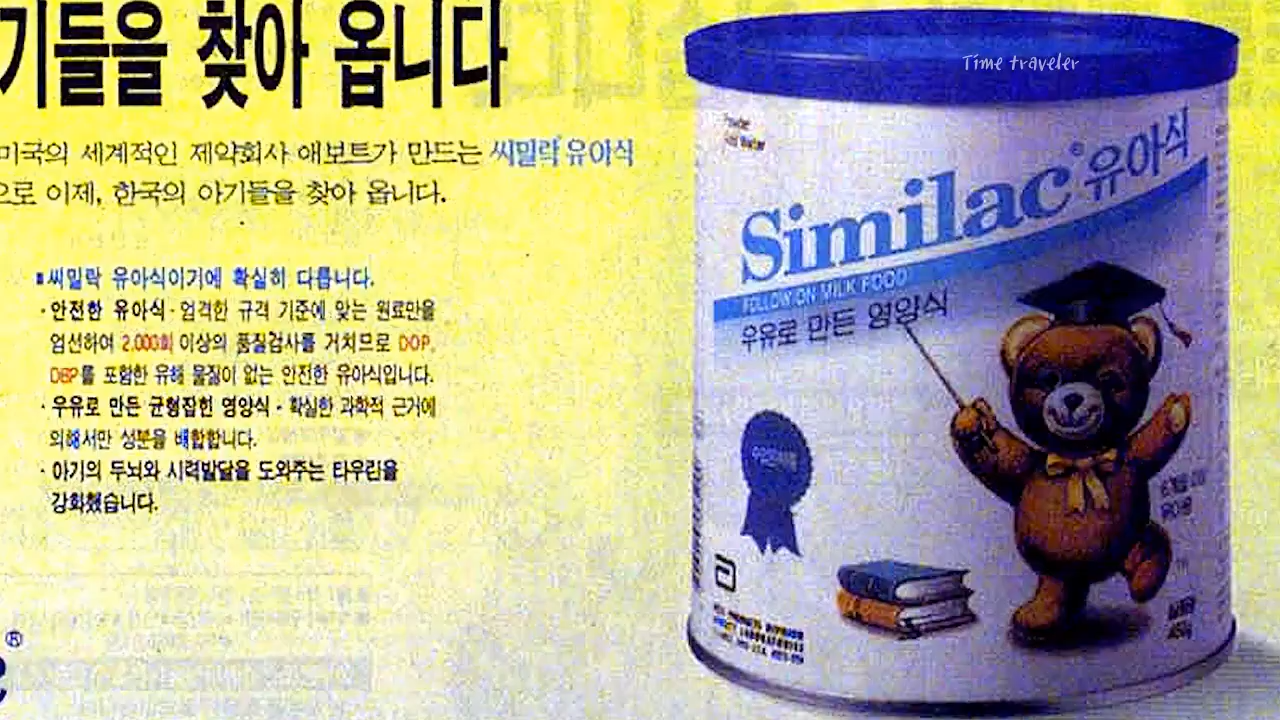 기들을 찾아 옵니다
미국의 세계적인 제약회사 애보트가 만드는 씨밀락 유아식
으로 이제, 한국의 아기들을 찾아 옵니다.
■씨밀락 유아식이기에 확실히 다릅니다.
· 안전한 유아식 - 엄격한 규격 기준에 맞는 원료만을
엄선하여 2,000회 이상의 품질검사를 거치므로 DOP,
DBP를 포함한 유해 물질이 없는 안전한 유아식입니다.
· 우유로 만든 균형잡힌 영양식 - 확실한 과학적 근거에
의해서만 성분을 배합합니다.
· 아기의 두뇌와 시력발달을 도와주는 타우린을
강화했습니다.
®
Time traveler
Similac® 유아식
FOLLOW-ON MILK FOOD
우유로 만든 영양식